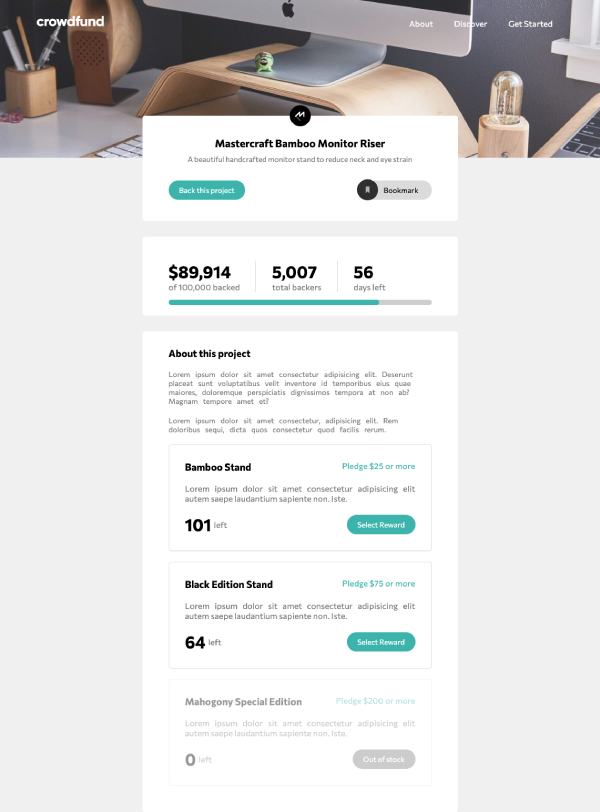 crowdfund
About Discover Get Started
Mastercraft Bamboo Monitor Riser
A beautiful handcrafted monitor stand to reduce neck and eye strain
Back this project
Bookmark
$89,914 5,007 56
of 100,000 backed total backers days left
About this project
Lorem ipsum dolor sit amet consectetur adipisicing elit. Deserunt
placeat sunt voluptatibus velit inventore id temporibus eius quae
maiores, doloremque perspiciatis dignissimos tempora at non ab?
Magnam tempore amet et?
Lorem ipsum dolor sit amet consectetur, adipisicing elit. Rem
doloribus sequi, dicta quos consectetur quod facilis rerum.
Bamboo Stand Pledge $25 or more
Lorem ipsum dolor sit amet consectetur adipisicing elit
autem saepe laudantium sapiente non. Iste.
101 left Select Reward
Black Edition Stand Pledge $75 or more
Lorem ipsum dolor sit amet consectetur adipisicing elit
autem saepe laudantium sapiente non. Iste.
64 left Select Reward
Mahogony Special Edition Pledge $200 or more
Lorem ipsum dolor sit amet consectetur adipisicing elit
autem saepe laudantium sapiente non. Iste.
0 left Out of stock